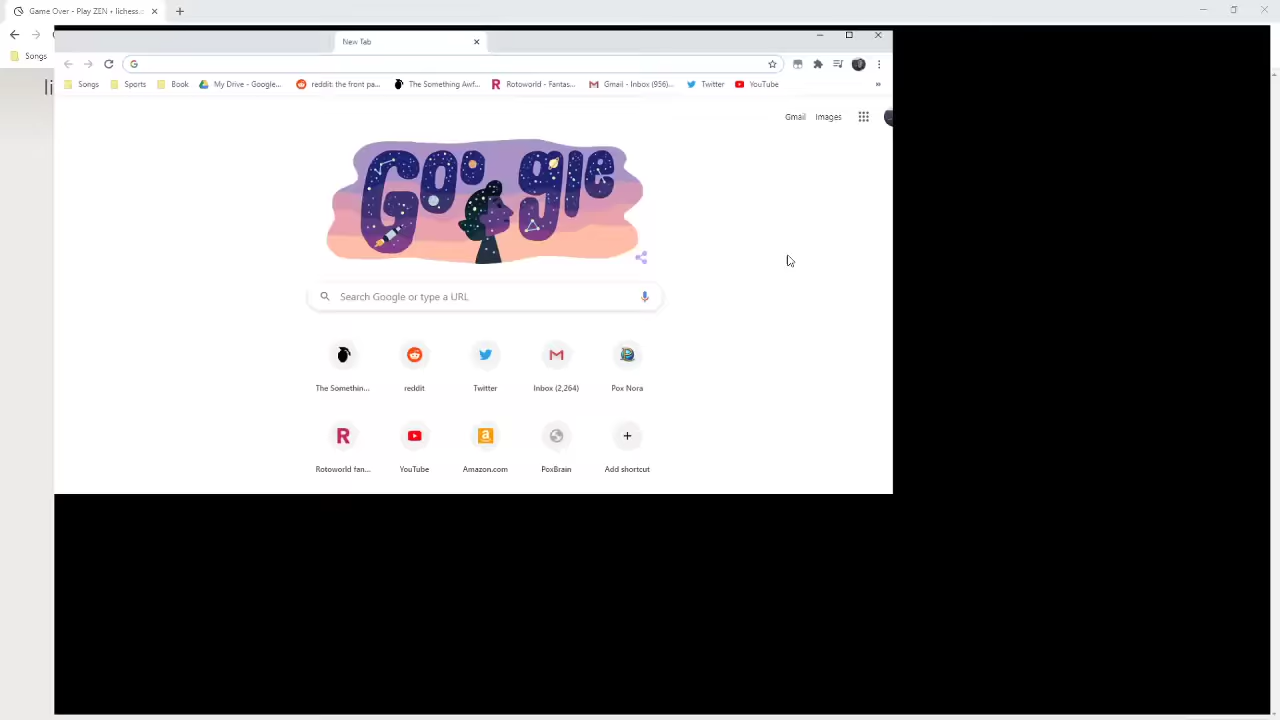 Game Over - Play ZEN • lichess.
Songs
li
New Tab
Songs Sports Book My Drive - Google... reddit: the front pa... The Something Awf... Rotoworld - Fantas... Gmail - Inbox (956)... Twitter YouTube »
Gmail Images
Google
Search Google or type a URL
The Somethin... reddit Twitter Inbox (2,264) Pox Nora
Rotoworld fan... YouTube Amazon.com PoxBrain Add shortcut